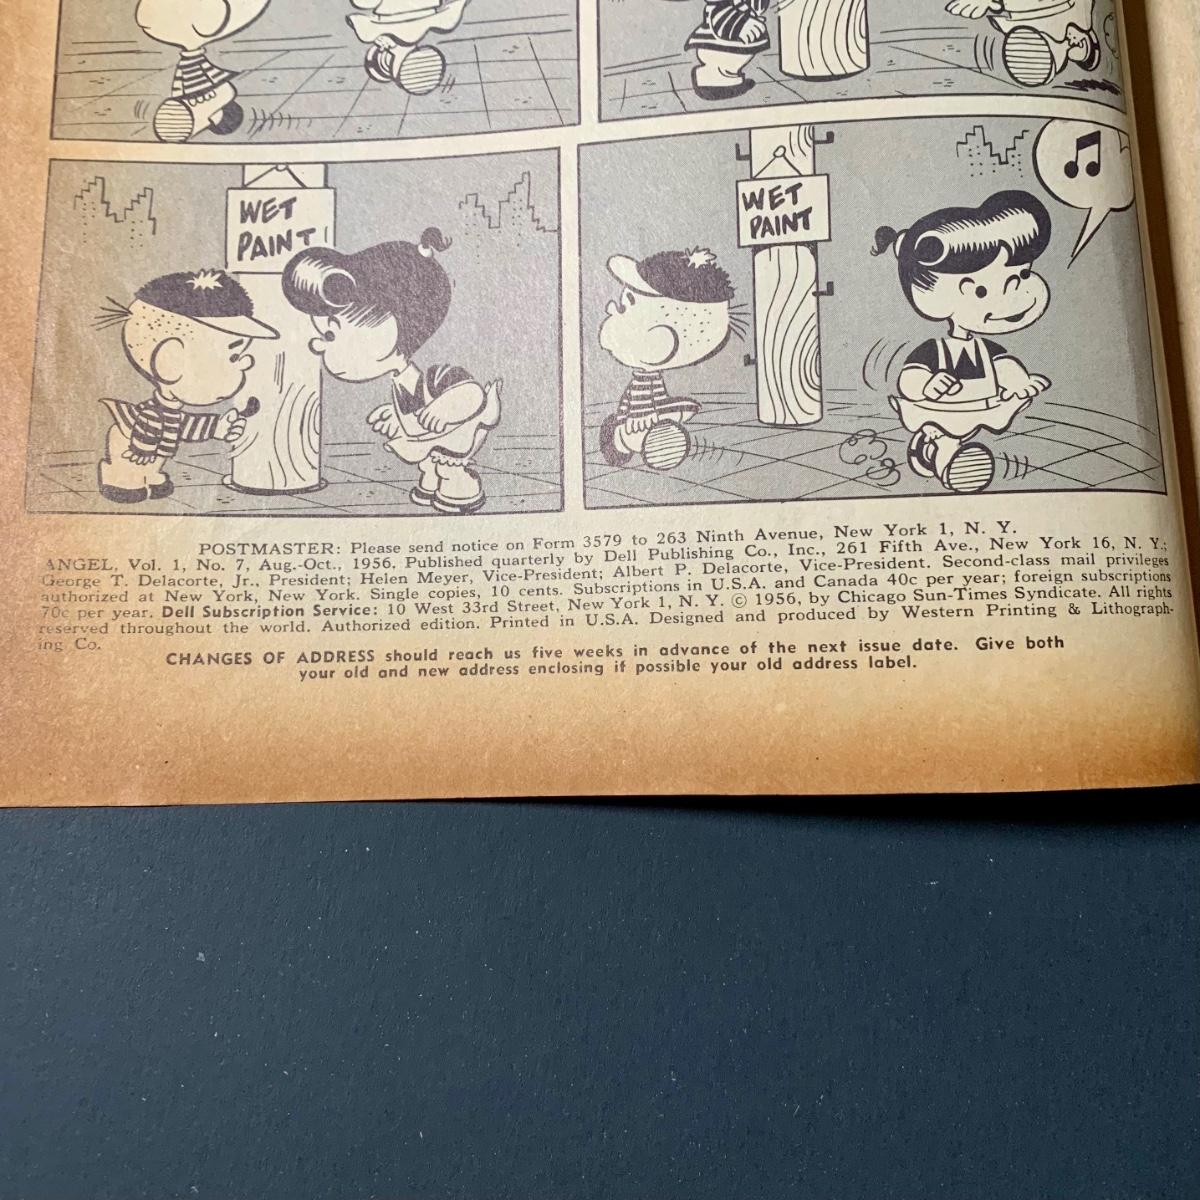 WET
PAINT!
WET
PAINT
POSTMASTER: Please send notice on Form 3579 to 263 Ninth Avenue, New York 1, N. Y.
ANGEL, Vol. 1, No. 7, Aug.-Oct., 1956. Published quarterly by Dell Publishing Co., Inc., 261 Fifth Ave., New York 16, N. Y.;
George T. Delacorte, Jr., President; Helen Meyer, Vice-President; Albert P. Delacorte, Vice-President. Second-class mail privileges
authorized at New York, New York. Single copies, 10 cents. Subscriptions in U.S.A. and Canada 40c per year; foreign subscriptions
70c per year. Dell Subscription Service: 10 West 33rd Street, New York 1, N. Y. © 1956, by Chicago Sun-Times Syndicate. All rights
reserved throughout the world. Authorized edition. Printed in U.S.A. Designed and produced by Western Printing & Lithograph-
ing Co.
CHANGES OF ADDRESS should reach us five weeks in advance of the next issue date. Give both
your old and new address enclosing if possible your old address label.